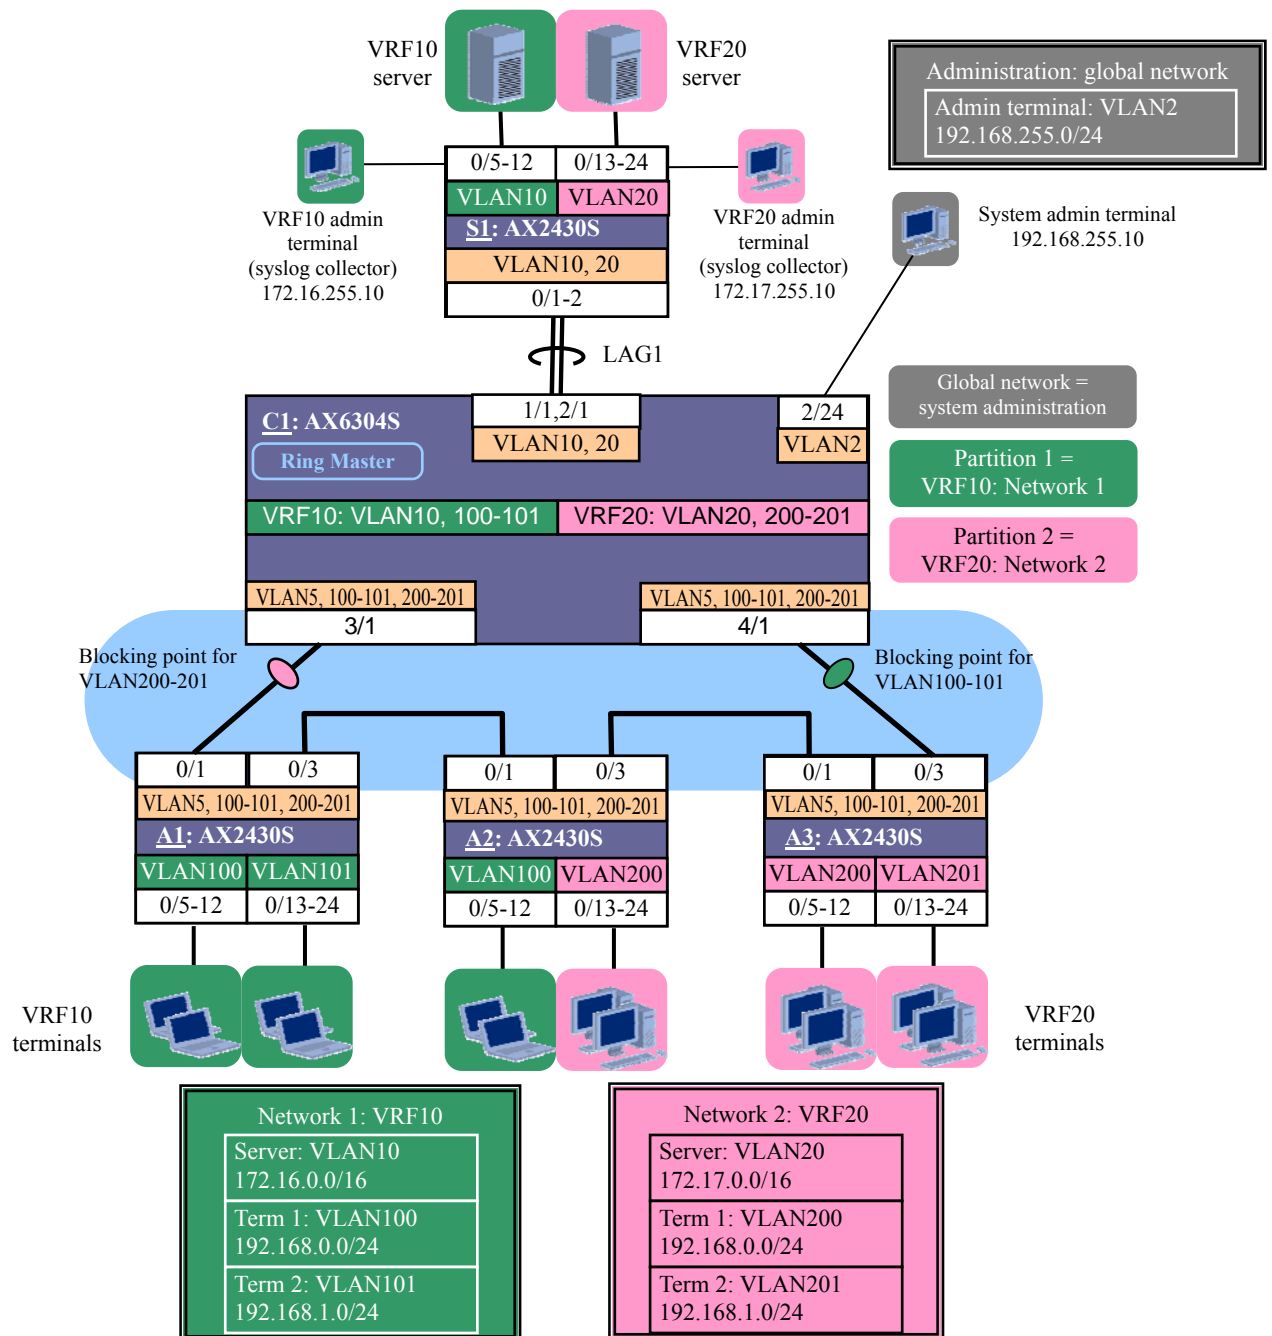 VRF10
server
VRF20
server
Administration: global network
Admin terminal: VLAN2
192.168.255.0/24
0/5-12
0/13-24
VLAN10
VLAN20
S1: AX2430S
VLAN10, 20
0/1-2
VRF10 admin
terminal
(syslog collector)
172.16.255.10
VRF20 admin
terminal
(syslog collector)
172.17.255.10
System admin terminal
192.168.255.10
LAG1
C1: AX6304S
Ring Master
1/1,2/1
VLAN10, 20
2/24
VLAN2
Global network =
system administration
Partition 1 =
VRF10: Network 1
Partition 2 =
VRF20: Network 2
VRF10: VLAN10, 100-101
VRF20: VLAN20, 200-201
VLAN5, 100-101, 200-201
3/1
VLAN5, 100-101, 200-201
4/1
Blocking point for
VLAN200-201
Blocking point for
VLAN100-101
0/1
0/3
VLAN5, 100-101, 200-201
A1: AX2430S
VLAN100
VLAN101
0/5-12
0/13-24
0/1
0/3
VLAN5, 100-101, 200-201
A2: AX2430S
VLAN100
VLAN200
0/5-12
0/13-24
0/1
0/3
VLAN5, 100-101, 200-201
A3: AX2430S
VLAN200
VLAN201
0/5-12
0/13-24
VRF10
terminals
VRF20
terminals
Network 1: VRF10
Server: VLAN10
172.16.0.0/16
Term 1: VLAN100
192.168.0.0/24
Term 2: VLAN101
192.168.1.0/24
Network 2: VRF20
Server: VLAN20
172.17.0.0/16
Term 1: VLAN200
192.168.0.0/24
Term 2: VLAN201
192.168.1.0/24